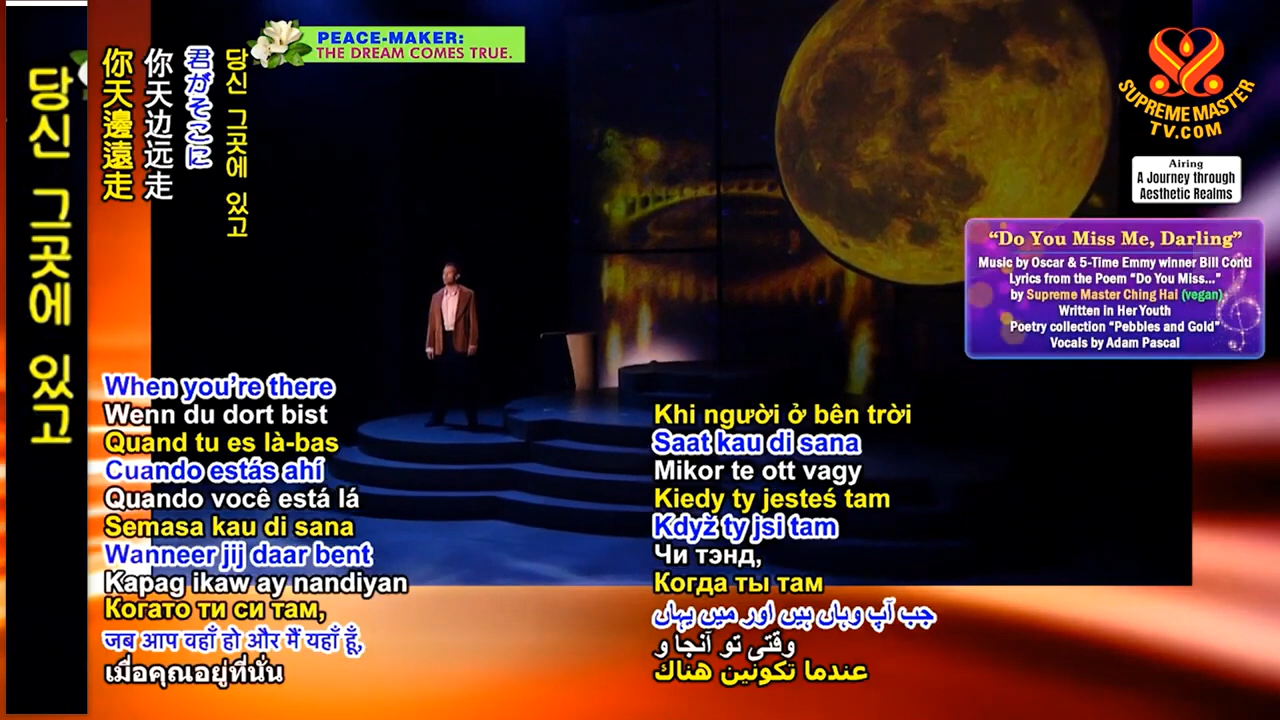 당신 그곳에 있고
你天邊遠走
你天边远走
君がそこに
당신 그곳에 있고
PEACE-MAKER:
THE DREAM COMES TRUE.
SUPREME MASTER
TV.COM
Airing
A Journey through
Aesthetic Realms
“Do You Miss Me, Darling”
Music by Oscar & 5-Time Emmy winner Bill Conti
Lyrics from the Poem “Do You Miss...”
by Supreme Master Ching Hai (vegan)
Written in Her Youth
Poetry collection “Pebbles and Gold”
Vocals by Adam Pascal
When you’re there
Wenn du dort bist
Quand tu es là-bas
Cuando estás ahí
Quando você está lá
Semasa kau di sana
Wanneer jij daar bent
Kapag ikaw ay nandiyan
Когато ти си там,
जब आप वहाँ हो और मैं यहाँ हूँ,
เมื่อคุณอยู่ที่นั่น
Khi người ở bên trời
Saat kau di sana
Mikor te ott vagy
Kiedy ty jesteś tam
Když ty jsi tam
Чи тэнд,
Когда ты там
جب آپ وہاں ہیں اور میں یہاں
وقتی تو آنجا و
عندما تكونين هناك